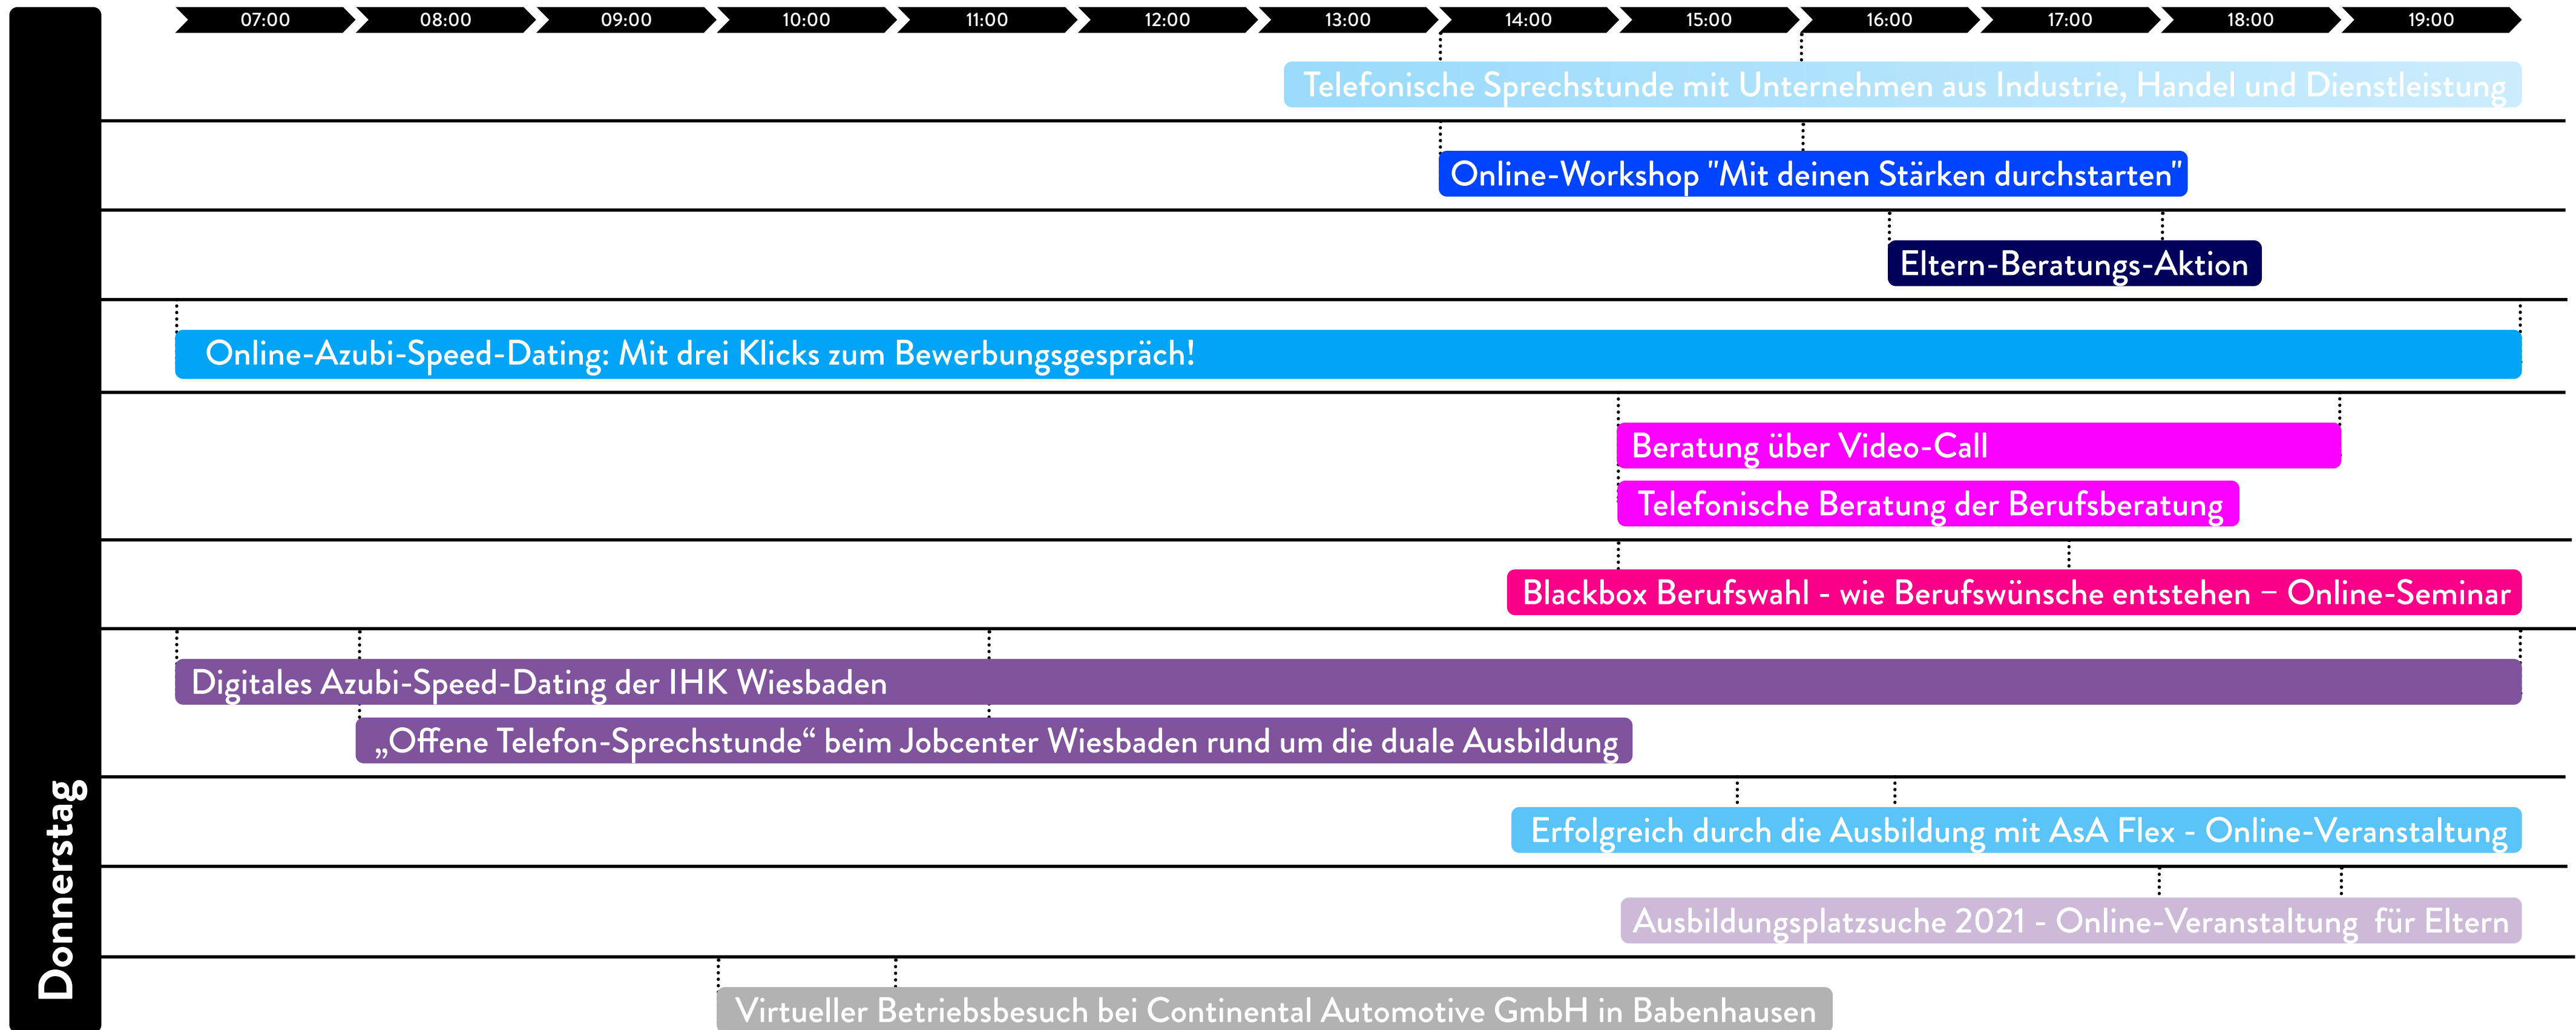 07:00 08:00 09:00 10:00 11:00 12:00 13:00 14:00 15:00 16:00 17:00 18:00 19:00
Telefonische Sprechstunde mit Unternehmen aus Industrie, Handel und Dienstleistung
Online-Workshop "Mit deinen Stärken durchstarten"
Eltern-Beratungs-Aktion
Online-Azubi-Speed-Dating: Mit drei Klicks zum Bewerbungsgespräch!
Beratung über Video-Call
Telefonische Beratung der Berufsberatung
Blackbox Berufswahl - wie Berufswünsche entstehen – Online-Seminar
Digitales Azubi-Speed-Dating der IHK Wiesbaden
„Offene Telefon-Sprechstunde“ beim Jobcenter Wiesbaden rund um die duale Ausbildung
Erfolgreich durch die Ausbildung mit AsA Flex - Online-Veranstaltung
Ausbildungsplatzsuche 2021 - Online-Veranstaltung für Eltern
Virtueller Betriebsbesuch bei Continental Automotive GmbH in Babenhausen
Donnerstag